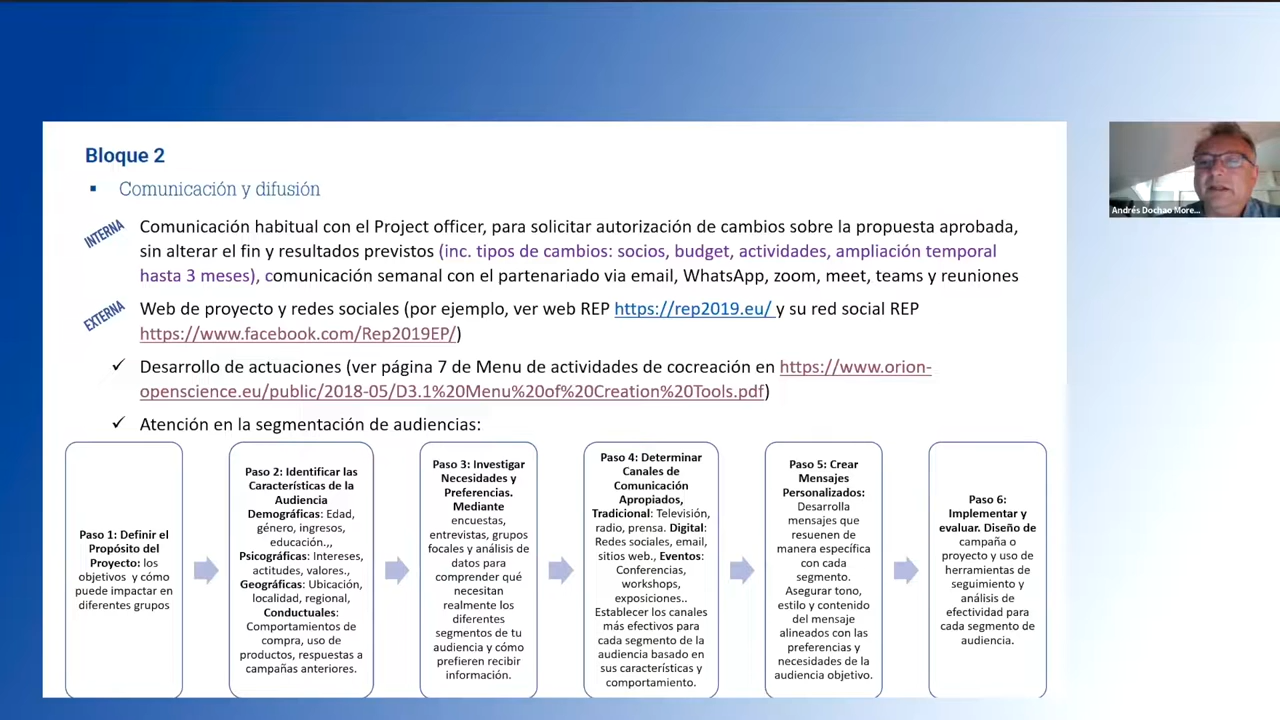 Bloque 2
▪ Comunicación y difusión
INTERNA
Comunicación habitual con el Project officer, para solicitar autorización de cambios sobre la propuesta aprobada,
sin alterar el fin y resultados previstos (inc. tipos de cambios: socios, budget, actividades, ampliación temporal
hasta 3 meses), comunicación semanal con el partenariado via email, WhatsApp, zoom, meet, teams y reuniones
EXTERNA
Web de proyecto y redes sociales (por ejemplo, ver web REP https://rep2019.eu/ y su red social REP
https://www.facebook.com/Rep2019EP/)
✓ Desarrollo de actuaciones (ver página 7 de Menu de actividades de cocreación en https://www.orion-
openscience.eu/public/2018-05/D3.1%20Menu%20of%20Creation%20Tools.pdf)
✓ Atención en la segmentación de audiencias:
Paso 1: Definir el
Propósito del
Proyecto: los
objetivos y cómo
puede impactar en
diferentes grupos
Paso 2: Identificar las
Características de la
Audiencia
Demográficas: Edad,
género, ingresos,
educación.,,
Psicográficas: Intereses,
actitudes, valores.,
Geográficas: Ubicación,
localidad, regional,
Conductuales:
Comportamientos de
compra, uso de
productos, respuestas a
campañas anteriores.
Paso 3: Investigar
Necesidades y
Preferencias.
Mediante
encuestas,
entrevistas, grupos
focales y análisis de
datos para
comprender qué
necesitan
realmente los
diferentes
segmentos de tu
audiencia y cómo
prefieren recibir
información.
Paso 4: Determinar
Canales de
Comunicación
Apropiados,
Tradicional: Televisión,
radio, prensa. Digital:
Redes sociales, email,
sitios web., Eventos:
Conferencias,
workshops,
exposiciones..
Establecer los canales
más efectivos para
cada segmento de la
audiencia basado en
sus características y
comportamiento.
Paso 5: Crear
Mensajes
Personalizados:
Desarrolla
mensajes que
resuenen de
manera específica
con cada
segmento.
Asegurar tono,
estilo y contenido
del mensaje
alineados con las
preferencias y
necesidades de la
audiencia objetivo.
Paso 6:
Implementar y
evaluar. Diseño de
campaña o
proyecto y uso de
herramientas de
seguimiento y
análisis de
efectividad para
cada segmento de
audiencia.
Andrés Dochao More...